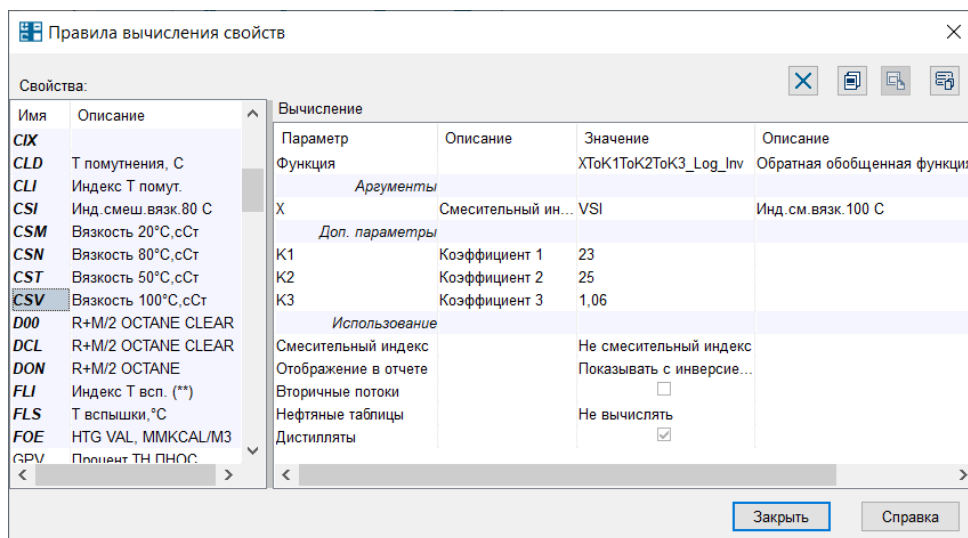 Правила вычисления свойств
Свойства:
Имя Описание
CIX
CLD Т помутнения, С
CLI Индекс Т помут.
CSI Инд.смеш.вязк.80 С
CSM Вязкость 20°C,сСт
CSN Вязкость 80°C,сСт
CST Вязкость 50°C,сСт
CSV Вязкость 100°C,сСт
D00 R+M/2 OCTANE CLEAR
DCL R+M/2 OCTANE CLEAR
DON R+M/2 OCTANE
FLI Индекс Т всп. (**)
FLS Т вспышки,°C
FOE HTG VAL, MMKCAL/M3
GPV Процент ТН ПНОС
Вычисление
Параметр Описание Значение Описание
Функция XToK1ToK2ToK3_Log_Inv Обратная обобщенная функция
Аргументы
X Смесительный ин... VSI Инд.см.вязк.100 С
Доп. параметры
K1 Коэффициент 1 23
K2 Коэффициент 2 25
K3 Коэффициент 3 1,06
Использование
Смесительный индекс Не смесительный индекс
Отображение в отчете Показывать с инверсие...
Вторичные потоки
Нефтяные таблицы Не вычислять
Дистилляты
Закрыть Справка